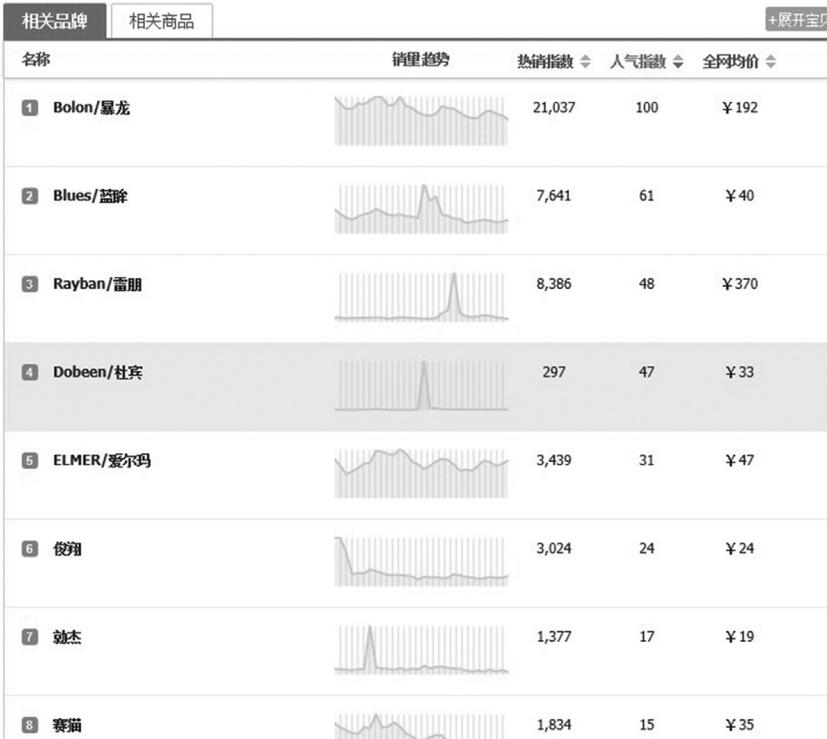 相关品牌 相关商品 +展开宝贝
名称 销量趋势 热销指数 人气指数 全网均价
1 Bolon/暴龙 21,037 100 ¥192
2 Blues/蓝眸 7,641 61 ¥40
3 Rayban/雷朋 8,386 48 ¥370
4 Dobeen/杜宾 297 47 ¥33
5 ELMER/爱尔玛 3,439 31 ¥47
6 俊翔 3,024 24 ¥24
7 勍杰 1,377 17 ¥19
8 赛猫 1,834 15 ¥35